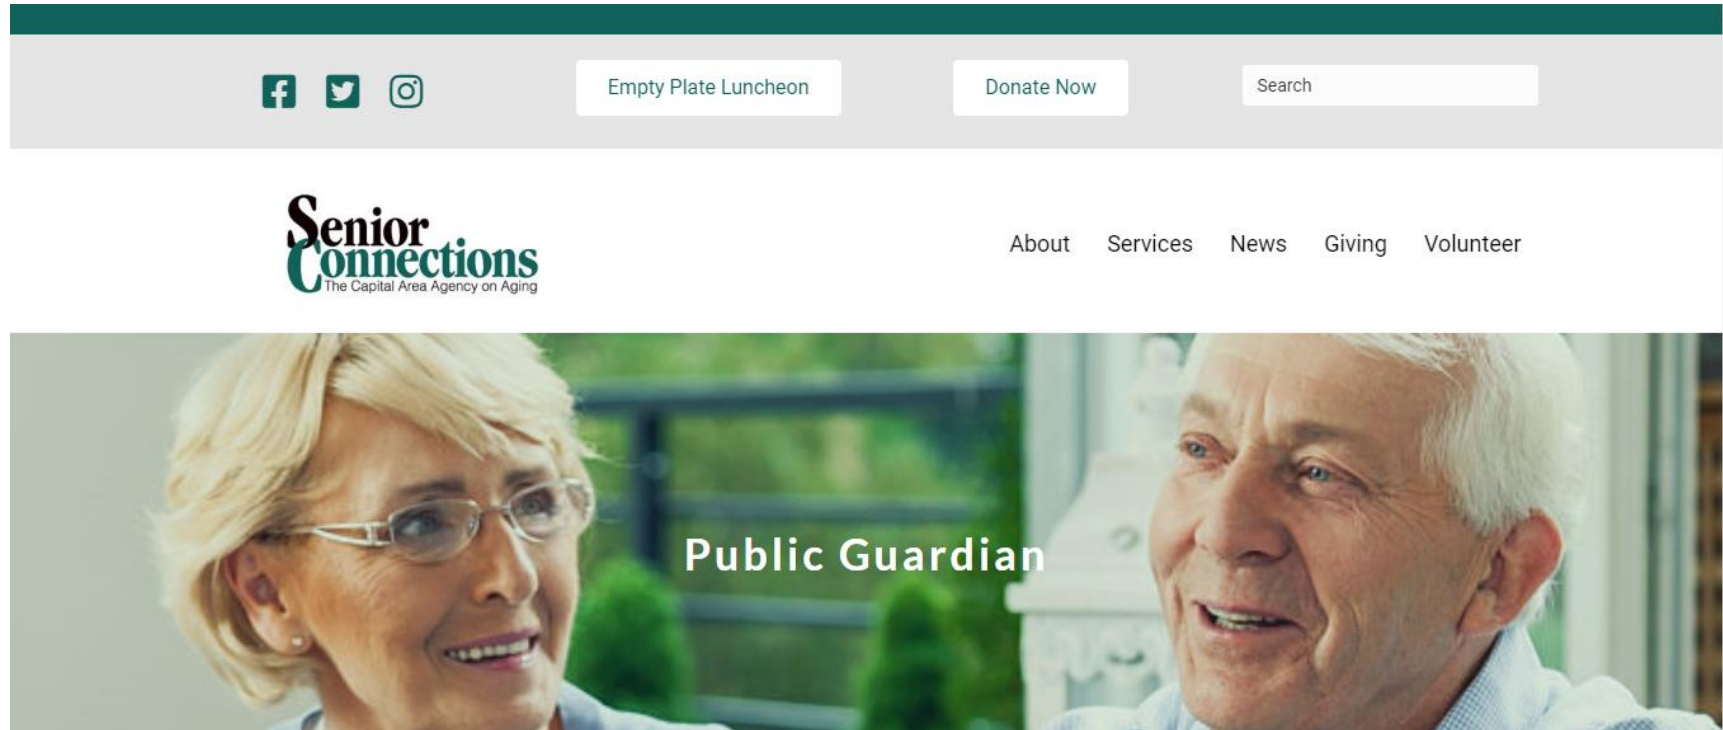 Empty Plate Luncheon
Donate Now
Search
Senior
Connections
The Capital Area Agency on Aging
About
Services
News
Giving
Volunteer
Public Guardian